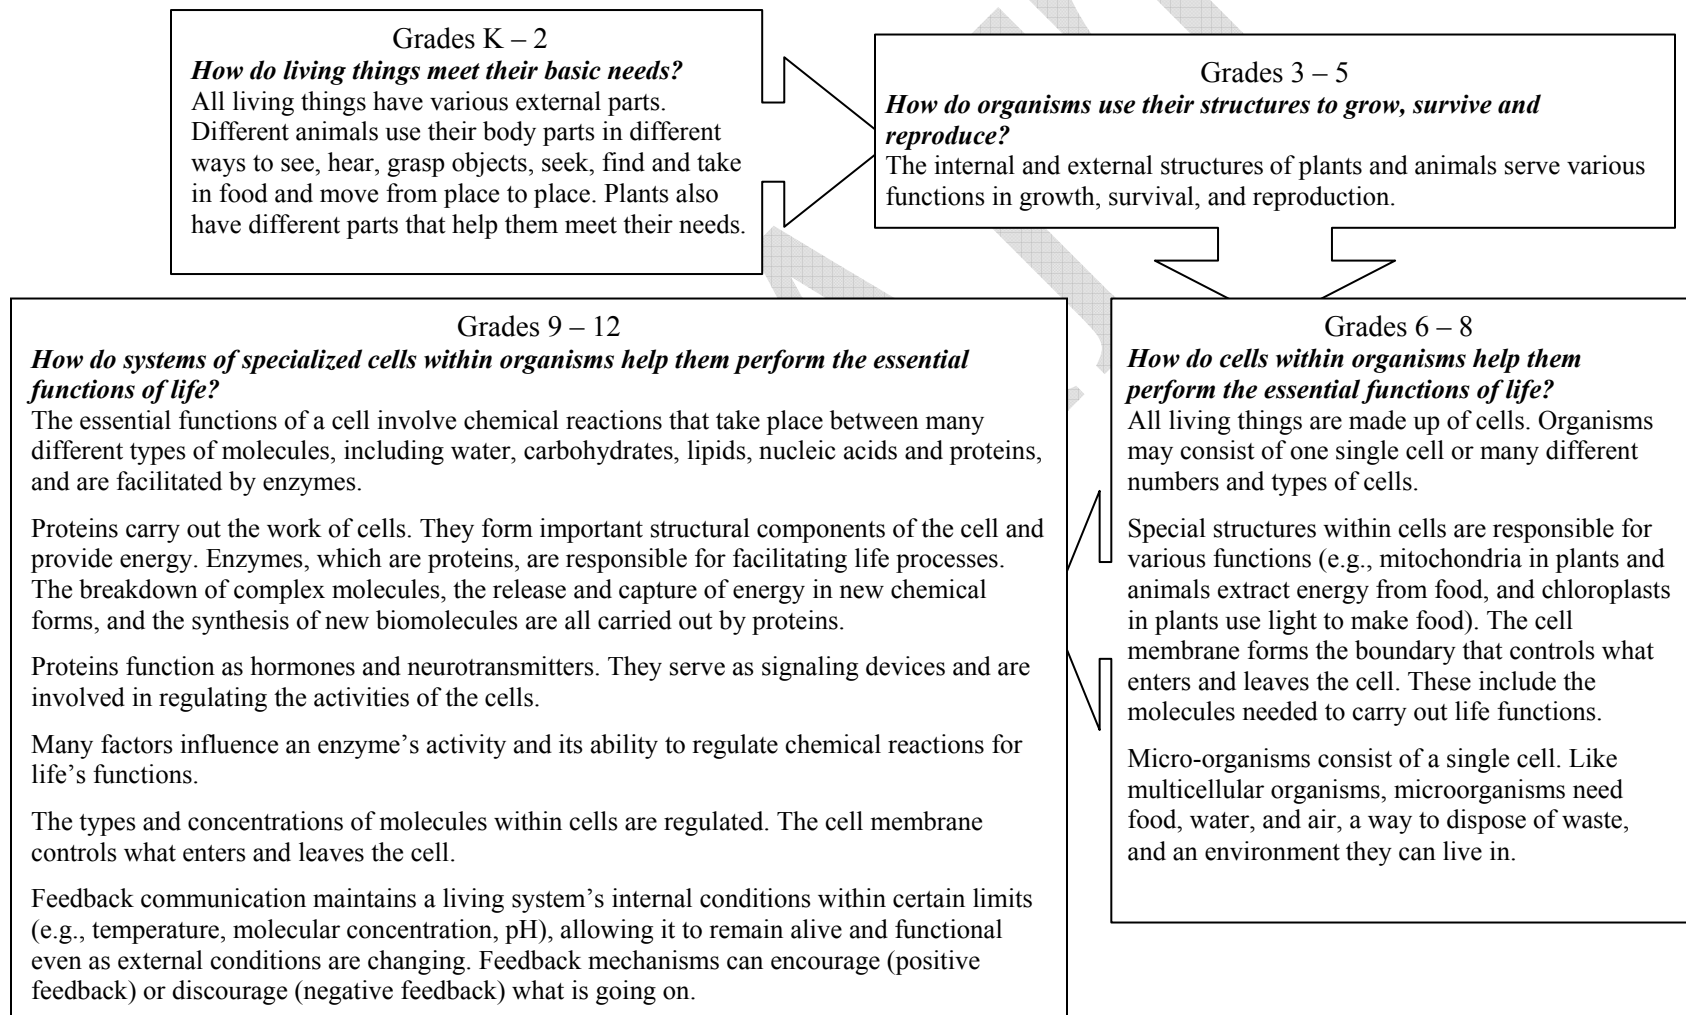 Grades K – 2
How do living things meet their basic needs?
All living things have various external parts.
Different animals use their body parts in different
ways to see, hear, grasp objects, seek, find and take
in food and move from place to place. Plants also
have different parts that help them meet their needs.
Grades 3 – 5
How do organisms use their structures to grow, survive and
reproduce?
The internal and external structures of plants and animals serve various
functions in growth, survival, and reproduction.
Grades 6 – 8
How do cells within organisms help them
perform the essential functions of life?
All living things are made up of cells. Organisms
may consist of one single cell or many different
numbers and types of cells.
Special structures within cells are responsible for
various functions (e.g., mitochondria in plants and
animals extract energy from food, and chloroplasts
in plants use light to make food). The cell
membrane forms the boundary that controls what
enters and leaves the cell. These include the
molecules needed to carry out life functions.
Micro-organisms consist of a single cell. Like
multicellular organisms, microorganisms need
food, water, and air, a way to dispose of waste,
and an environment they can live in.
Grades 9 – 12
How do systems of specialized cells within organisms help them perform the essential
functions of life?
The essential functions of a cell involve chemical reactions that take place between many
different types of molecules, including water, carbohydrates, lipids, nucleic acids and proteins,
and are facilitated by enzymes.
Proteins carry out the work of cells. They form important structural components of the cell and
provide energy. Enzymes, which are proteins, are responsible for facilitating life processes.
The breakdown of complex molecules, the release and capture of energy in new chemical
forms, and the synthesis of new biomolecules are all carried out by proteins.
Proteins function as hormones and neurotransmitters. They serve as signaling devices and are
involved in regulating the activities of the cells.
Many factors influence an enzyme’s activity and its ability to regulate chemical reactions for
life’s functions.
The types and concentrations of molecules within cells are regulated. The cell membrane
controls what enters and leaves the cell.
Feedback communication maintains a living system’s internal conditions within certain limits
(e.g., temperature, molecular concentration, pH), allowing it to remain alive and functional
even as external conditions are changing. Feedback mechanisms can encourage (positive
feedback) or discourage (negative feedback) what is going on.